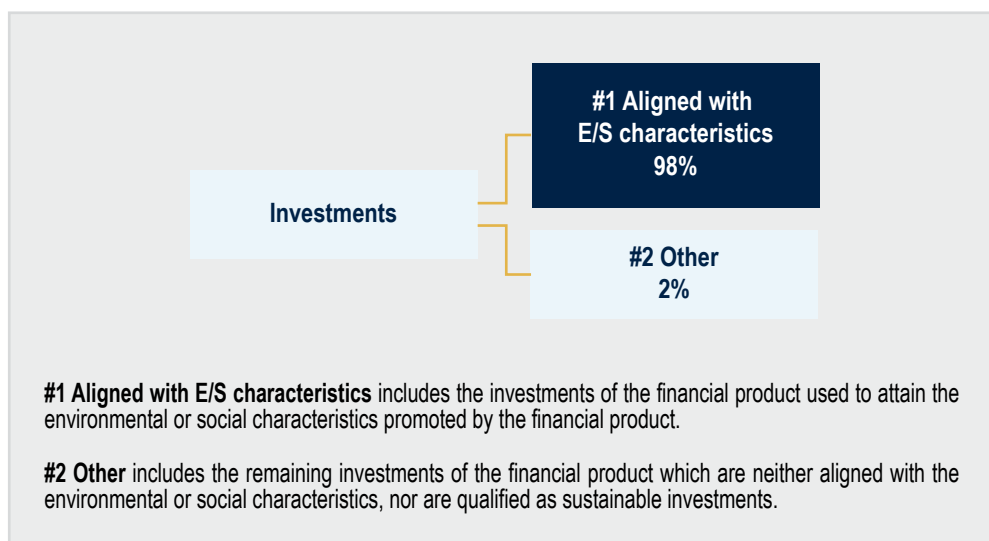 #1 Aligned with
E/S characteristics
98%
Investments
#2 Other
2%
#1 Aligned with E/S characteristics includes the investments of the financial product used to attain the
environmental or social characteristics promoted by the financial product.
#2 Other includes the remaining investments of the financial product which are neither aligned with the
environmental or social characteristics, nor are qualified as sustainable investments.